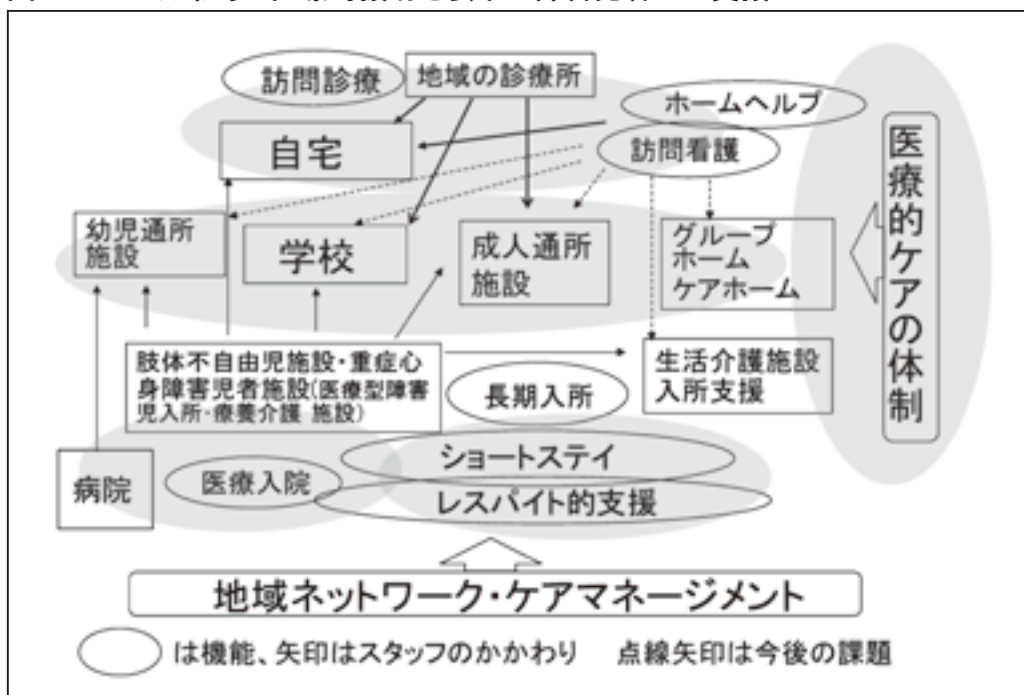 訪問診療
地域の診療所
ホームヘルプ
自宅
訪問看護
医療的ケアの体制
幼児通所
施設
学校
成人通所
施設
グループ
ホーム
ケアホーム
肢体不自由児施設・重症心
身障害児者施設(医療型障害
児入所・療養介護 施設)
長期入所
生活介護施設
入所支援
ショートステイ
病院
医療入院
レスパイト的支援
地域ネットワーク・ケアマネージメント
は機能、矢印はスタッフのかかわり　点線矢印は今後の課題